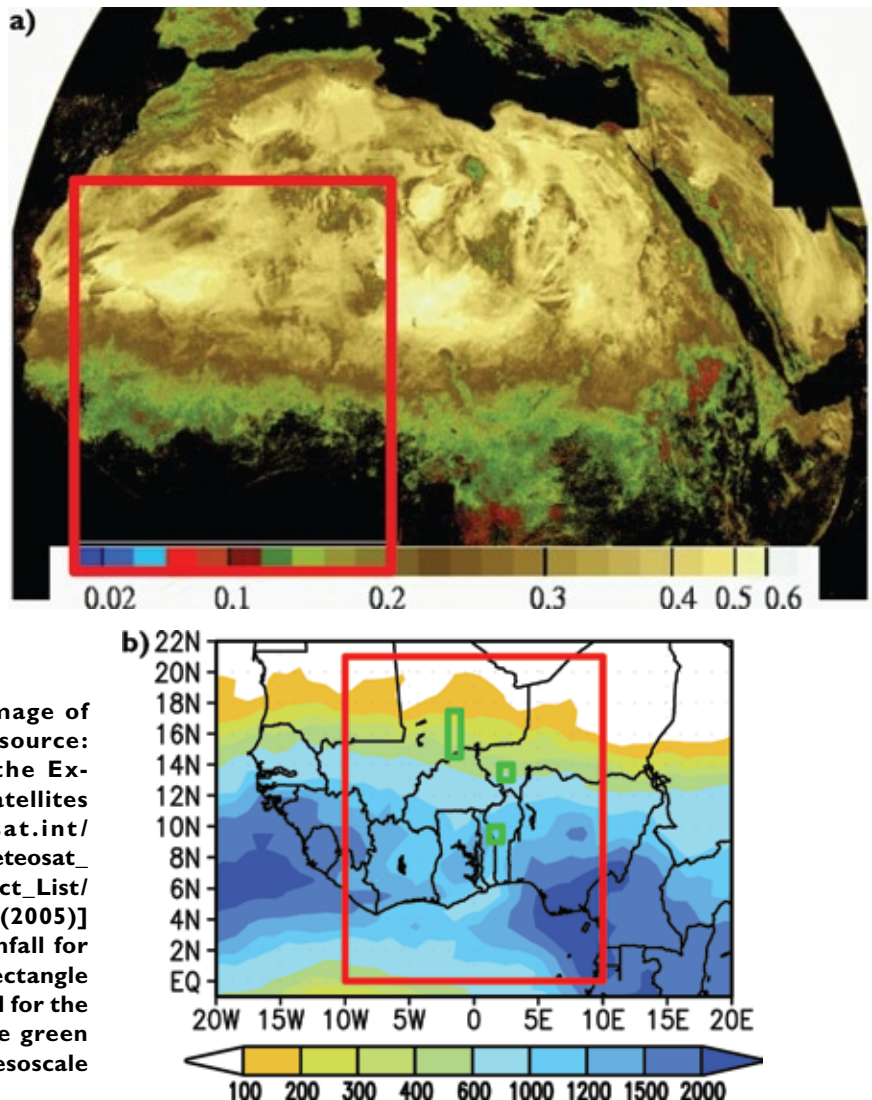 a)
0.02 0.1 0.2 0.3 0.4 0.5 0.6
b)
22N
20N
18N
16N
14N
12N
10N
8N
6N
4N
2N
EQ
20W 15W 10W 5W 0 5E 10E 15E 20E
100 200 300 400 600 1000 1200 1500 2000
mage of
source:
the Ex-
atellites
at.int/
eteosat_
ct_List/
(2005)]
nfall for
ectangle
l for the
e green
esoscale